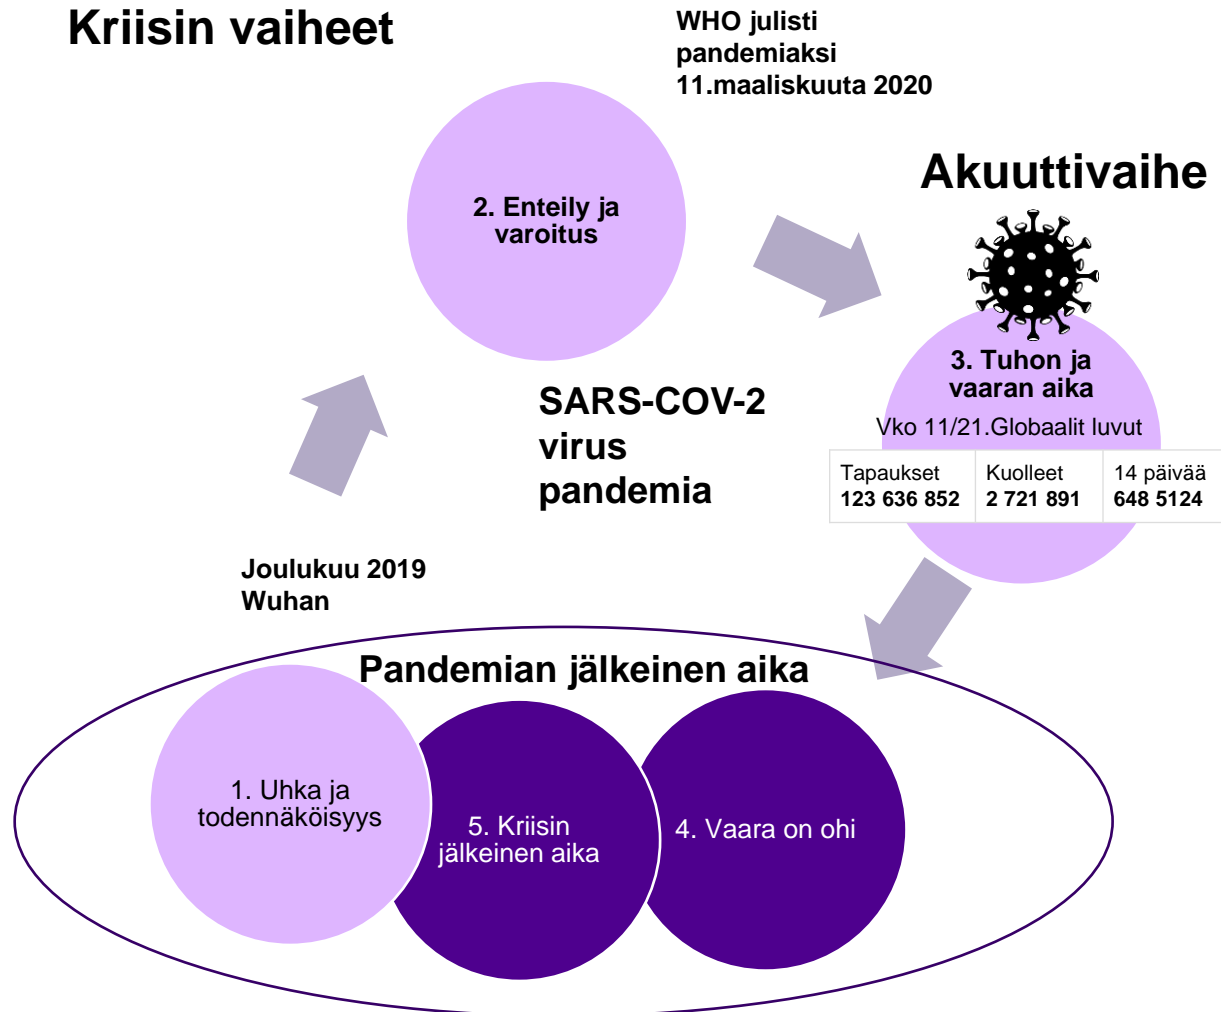 Kriisin vaiheet
WHO julisti
pandemiaksi
11.maaliskuuta 2020
Akuuttivaihe
2. Enteily ja
varoitus
3. Tuhon ja
vaaran aika
Vko 11/21.Globaalit luvut
Tapaukset
123 636 852
Kuolleet
2 721 891
14 päivää
648 5124
SARS-COV-2
virus
pandemia
Joulukuu 2019
Wuhan
Pandemian jälkeinen aika
1. Uhka ja
todennäköisyys
5. Kriisin
jälkeinen aika
4. Vaara on ohi